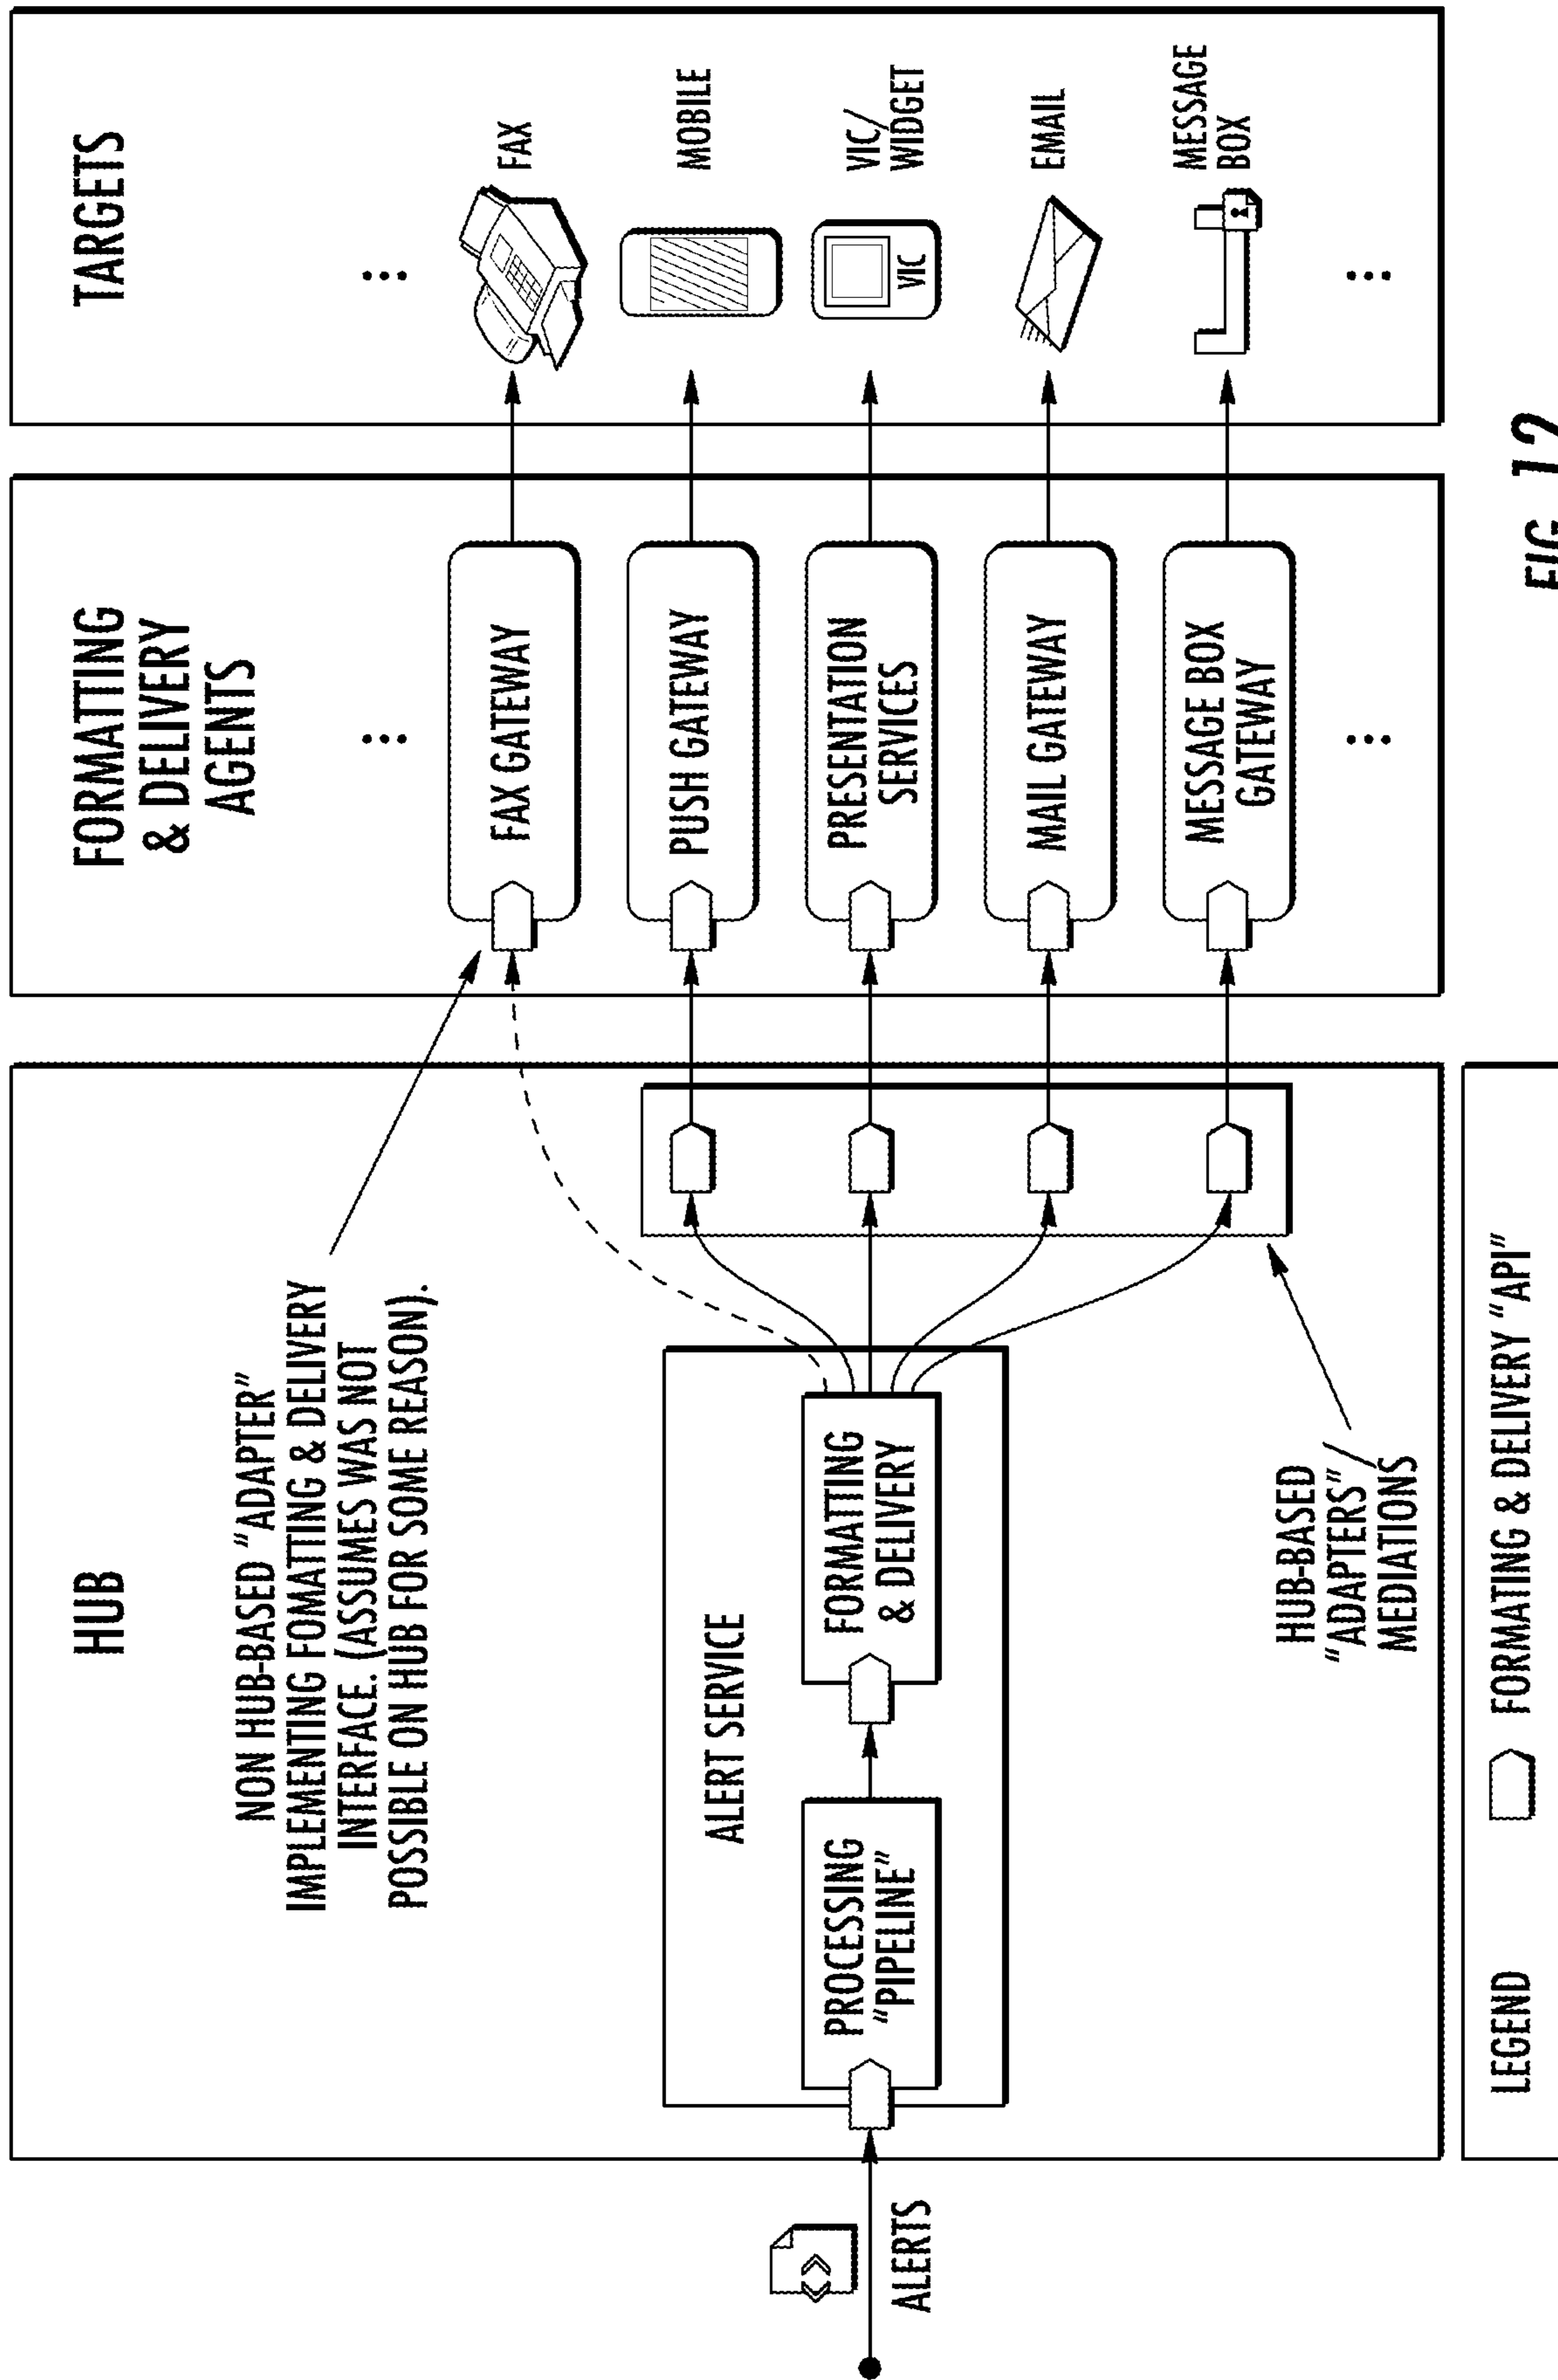 HUB
NON HUB-BASED "ADAPTER"
IMPLEMENTING FOMATTING & DELIVERY
INTERFACE. (ASSUMES WAS NOT
POSSIBLE ON HUB FOR SOME REASON).
ALERTS
ALERT SERVICE
PROCESSING
"PIPELINE"
FORMATTING
& DELIVERY
HUB-BASED
"ADAPTERS" /
MEDIATIONS
FORMATTING
& DELIVERY
AGENTS
FAX GATEWAY
PUSH GATEWAY
PRESENTATION
SERVICES
MAIL GATEWAY
MESSAGE BOX
GATEWAY
TARGETS
FAX
MOBILE
VIC
VIC/
WIDGET
EMAIL
MESSAGE
BOX
LEGEND
FORMATING & DELIVERY "API"
FIG. 12